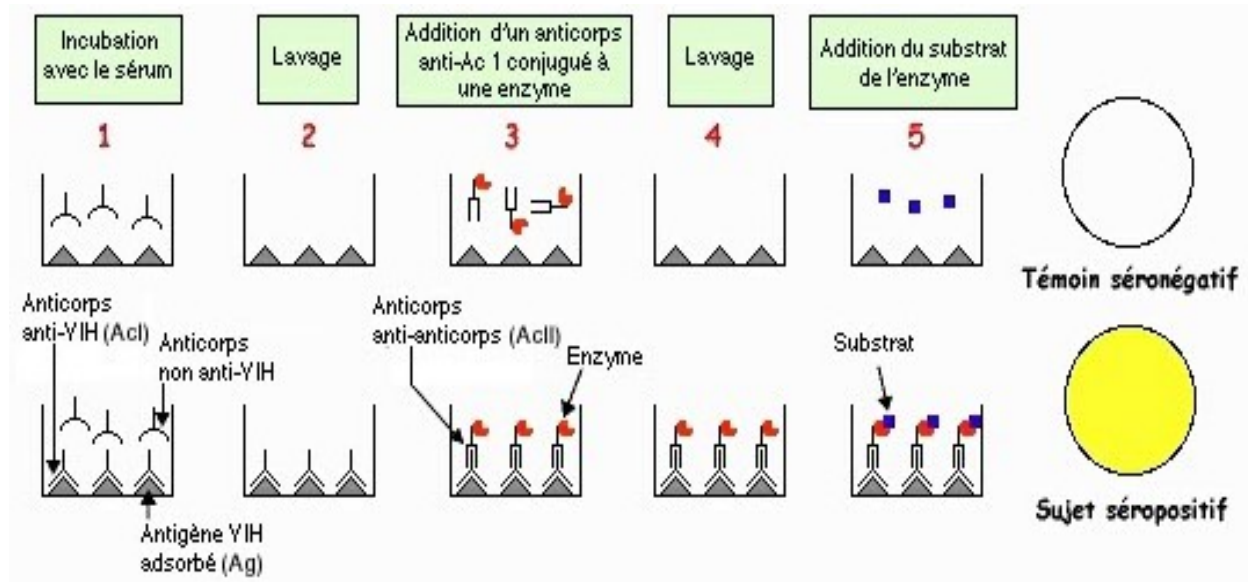 Incubation
avec le sérum
Lavage
Addition d'un anticorps
anti-Ac 1 conjugué à
une enzyme
Lavage
Addition du substrat
de l'enzyme
1
2
3
4
5
Témoin séronégatif
Anticorps
anti-VIH (AcI)
Anticorps
non anti-VIH
Anticorps
anti-anticorps (AcII)
Enzyme
Substrat
Antigène VIH
adsorbé (Ag)
Sujet séropositif